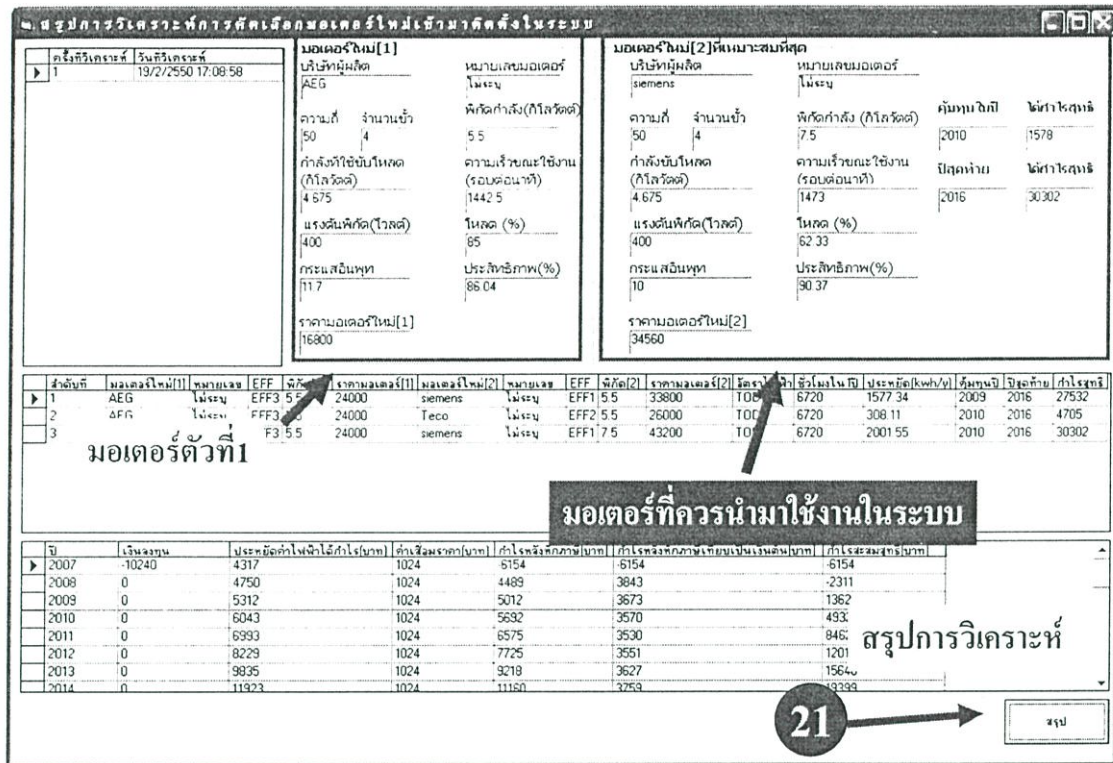 ๒. สรุปการวิเคราะห์การคัดเลือกมอเตอร์ใหม่เข้ามาติดตั้งในระบบ
ครั้งที่วิเคราะห์ วันที่วิเคราะห์
1 19/2/2550 17:08:58
มอเตอร์ใหม่[1]
บริษัทผู้ผลิต หมายเลขมอเตอร์
AEG ไม่ระบุ
ความถี่ จำนวนขั้ว พิกัดกำลัง(กิโลวัตต์)
50 4 5.5
กำลังที่ใช้ขับโหลด (กิโลวัตต์) ความเร็วขณะใช้งาน (รอบต่อนาที)
4.675 1442.5
แรงดันพิกัด(โวลต์) โหลด (%)
400 85
กระแสอินพุท ประสิทธิภาพ(%)
11.7 86.04
ราคามอเตอร์ใหม่[1]
16800
มอเตอร์ใหม่[2]ที่เหมาะสมที่สุด
บริษัทผู้ผลิต หมายเลขมอเตอร์
siemens ไม่ระบุ
ความถี่ จำนวนขั้ว พิกัดกำลัง (กิโลวัตต์) คุ้มทุนในปี ได้กำไรสุทธิ
50 4 7.5 2010 1578
กำลังขับโหลด (กิโลวัตต์) ความเร็วขณะใช้งาน (รอบต่อนาที) ปีสุดท้าย ได้กำไรสุทธิ
4.675 1473 2016 30302
แรงดันพิกัด(โวลต์) โหลด (%)
400 62.33
กระแสอินพุท ประสิทธิภาพ(%)
10 90.37
ราคามอเตอร์ใหม่[2]
34560
ลำดับที่ มอเตอร์ใหม่[1] หมายเลข EFF ราคามอเตอร์[1] มอเตอร์ใหม่[2] หมายเลข EFF พิกัด[2] ราคามอเตอร์[2] ชั่วโมงใน1ปี ประหยัด(kwh/y) คุ้มทุนปี ปีสุดท้าย กำไรสุทธิ
1 AEG ไม่ระบุ EFF3 5.5 24000 siemens ไม่ระบุ EFF1 5.5 33800 6720 1577.34 2009 2016 27532
2 AEG ไม่ระบุ EFF3 5.5 24000 Teco ไม่ระบุ EFF2 5.5 26000 6720 308.11 2010 2016 4705
3 5.5 24000 siemens ไม่ระบุ EFF1 7.5 43200 6720 2001.55 2010 2016 30302
มอเตอร์ตัวที่1
มอเตอร์ที่ควรนำมาใช้งานในระบบ
ปี เงินลงทุน ประหยัดค่าไฟฟ้าได้กำไร(บาท) ค่าเสื่อมราคา(บาท) กำไรหลังหักภาษี(บาท) กำไรหลังหักภาษีเทียบเป็นเงินต้น(บาท) กำไรสะสมสุทธิ(บาท)
2007 -10240 4317 1024 -6154 -6154 -6154
2008 0 4750 1024 4489 3843 -2311
2009 0 5312 1024 5012 3673 1362
2010 0 6043 1024 5692 3570
2011 0 6993 1024 6575 3530
2012 0 8229 1024 7725 3551
2013 0 9835 1024 9218 3627
2014 0 11923 1024 11160 3759 19399
สรุปการวิเคราะห์
21
สรุป